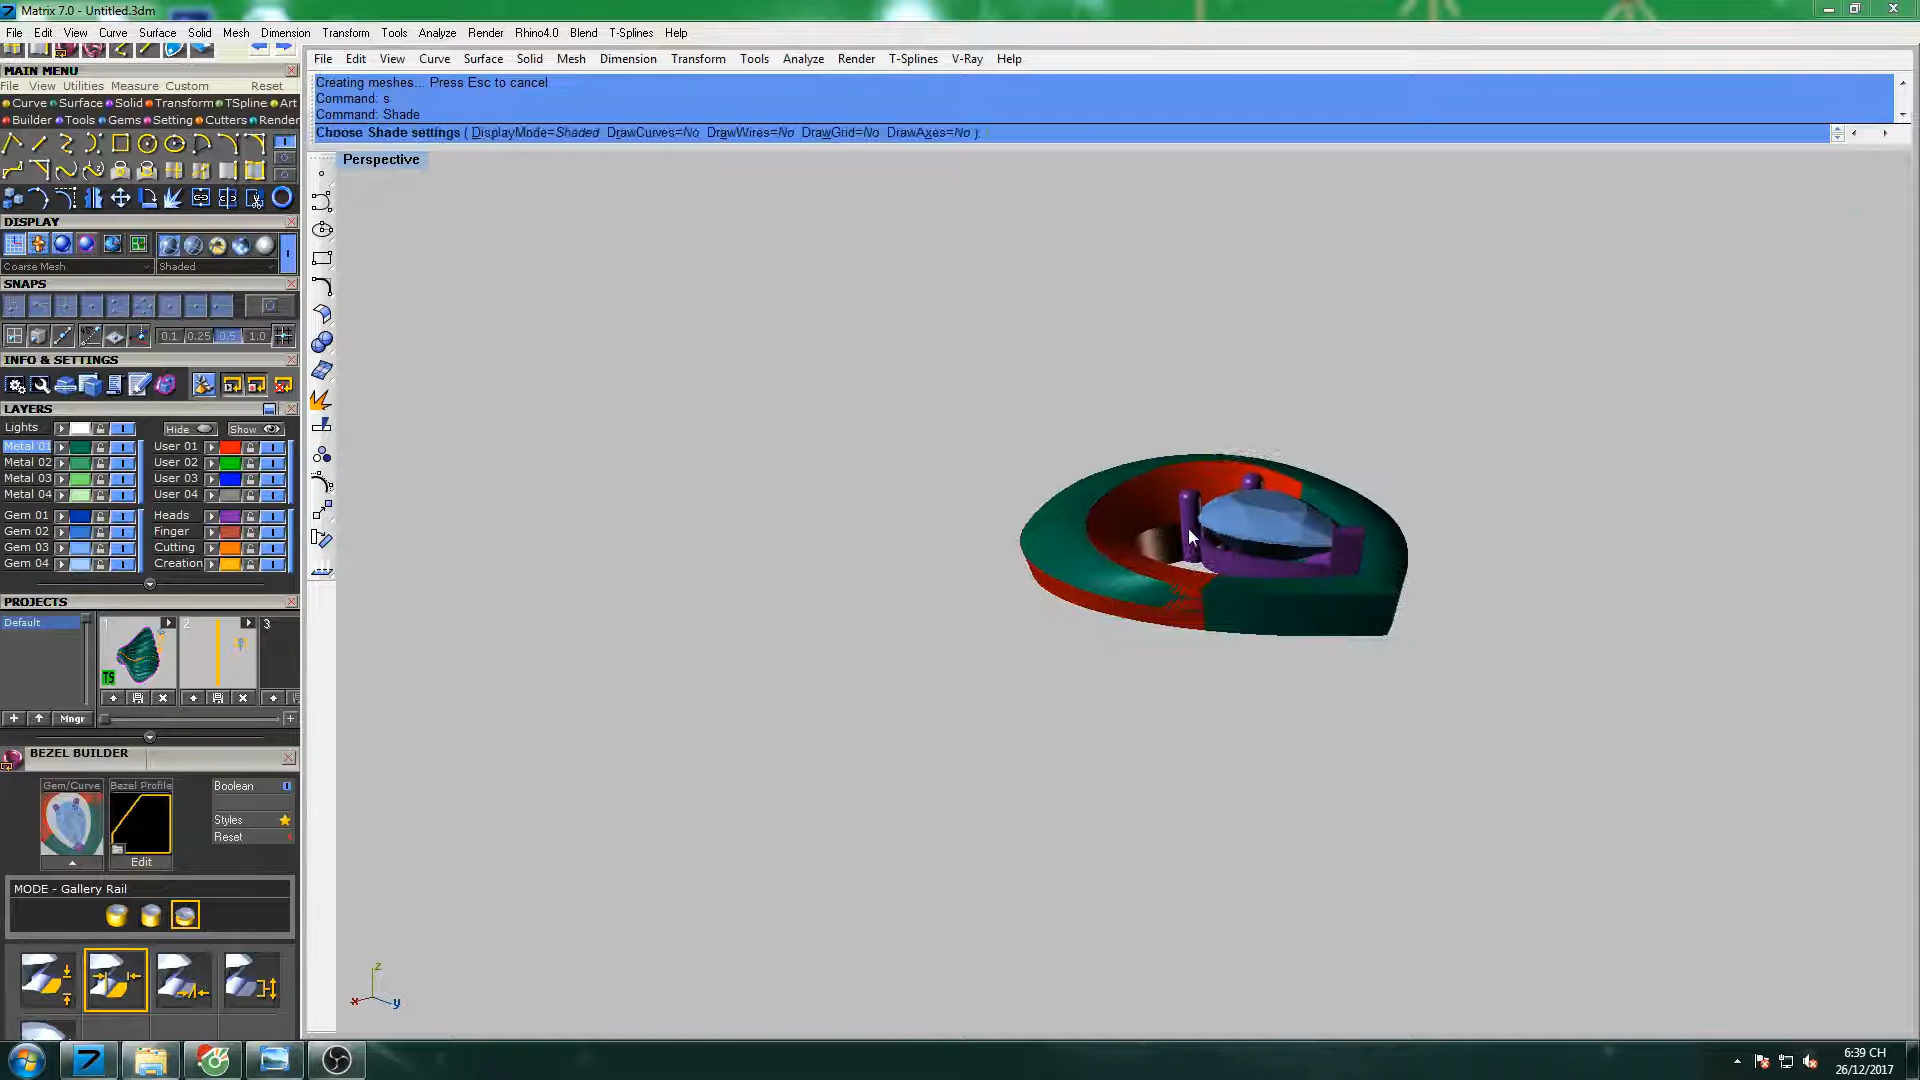 Matrix 7.0 - Untitled.3dm
File Edit View Curve Surface Solid Mesh Transform Dimension Tools Analyze Render Rhino4.0 Blend T-Splines Help
MAIN MENU
File View Utilities Measure Custom Reset
Curve Surface Solid Transform TSpline Art
Builder Tools Gems Setting Cutters Render
DISPLAY
Coarse Mesh Shaded
SNAPS
0.1 0.25 0.5 1.0
INFO & SETTINGS
LAYERS
Lights Hide Show
Metal 01 User 01
Metal 02 User 02
Metal 03 User 03
Metal 04 User 04
Gem 01 Heads
Gem 02 Finger
Gem 03 Cutting
Gem 04 Creation
PROJECTS
Default 1 2 3
TS
Mngr
BEZEL BUILDER
Gem/Curve Bezel Profile Boolean
Styles
Reset
Edit
MODE - Gallery Rail
File Edit View Curve Surface Solid Mesh Dimension Transform Tools Analyze Render T-Splines V-Ray Help
Creating meshes... Press Esc to cancel
Command: s
Command: Shade
Choose Shade settings ( DisplayMode=Shaded DrawCurves=No DrawWires=No DrawGrid=No DrawAxes=No ):
Perspective
z
x y
6:39 CH
26/12/2017